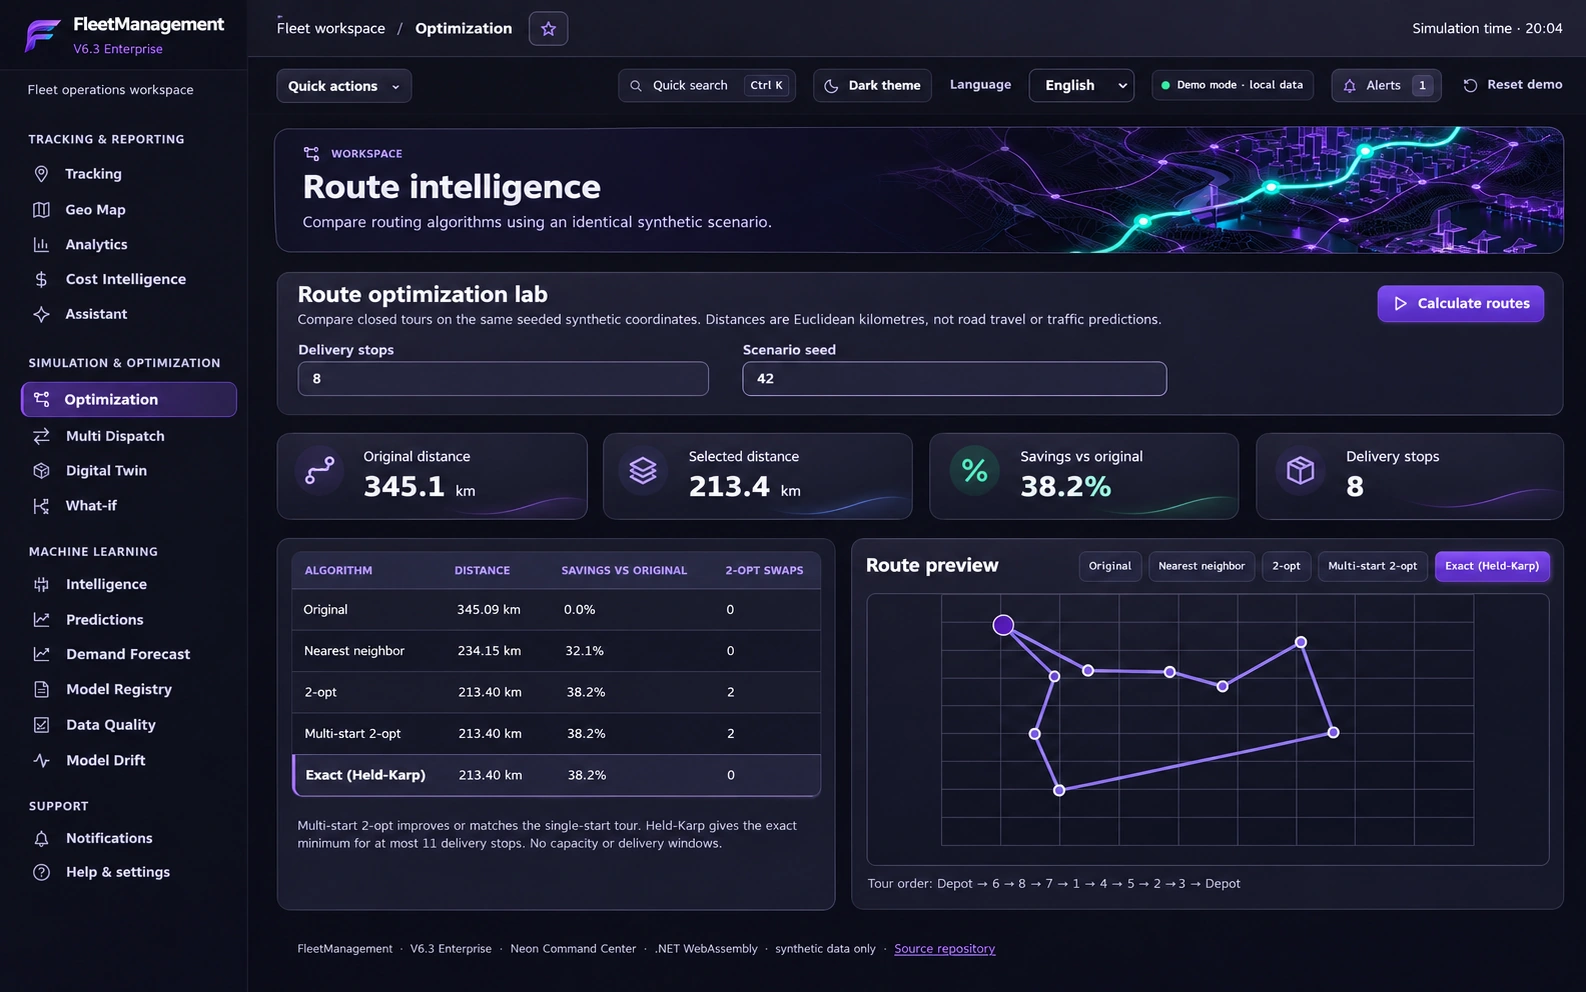 FleetManagement
V6.3 Enterprise
Fleet operations workspace
TRACKING & REPORTING
Tracking
Geo Map
Analytics
Cost Intelligence
Assistant
SIMULATION & OPTIMIZATION
Optimization
Multi Dispatch
Digital Twin
What-if
MACHINE LEARNING
Intelligence
Predictions
Demand Forecast
Model Registry
Data Quality
Model Drift
SUPPORT
Notifications
Help & settings
Fleet workspace / Optimization
Simulation time · 20:04
Quick actions
Quick search Ctrl K
Dark theme
Language
English
Demo mode · local data
Alerts 1
Reset demo
WORKSPACE
Route intelligence
Compare routing algorithms using an identical synthetic scenario.
Route optimization lab
Compare closed tours on the same seeded synthetic coordinates. Distances are Euclidean kilometres, not road travel or traffic predictions.
Calculate routes
Delivery stops
8
Scenario seed
42
Original distance
345.1 km
Selected distance
213.4 km
% Savings vs original
38.2%
Delivery stops
8
ALGORITHM DISTANCE SAVINGS VS ORIGINAL 2-OPT SWAPS
Original 345.09 km 0.0% 0
Nearest neighbor 234.15 km 32.1% 0
2-opt 213.40 km 38.2% 2
Multi-start 2-opt 213.40 km 38.2% 2
Exact (Held-Karp) 213.40 km 38.2% 0
Multi-start 2-opt improves or matches the single-start tour. Held-Karp gives the exact
minimum for at most 11 delivery stops. No capacity or delivery windows.
Route preview
Original
Nearest neighbor
2-opt
Multi-start 2-opt
Exact (Held-Karp)
Tour order: Depot → 6 → 8 → 7 → 1 → 4 → 5 → 2 → 3 → Depot
FleetManagement · V6.3 Enterprise · Neon Command Center · .NET WebAssembly · synthetic data only · Source repository